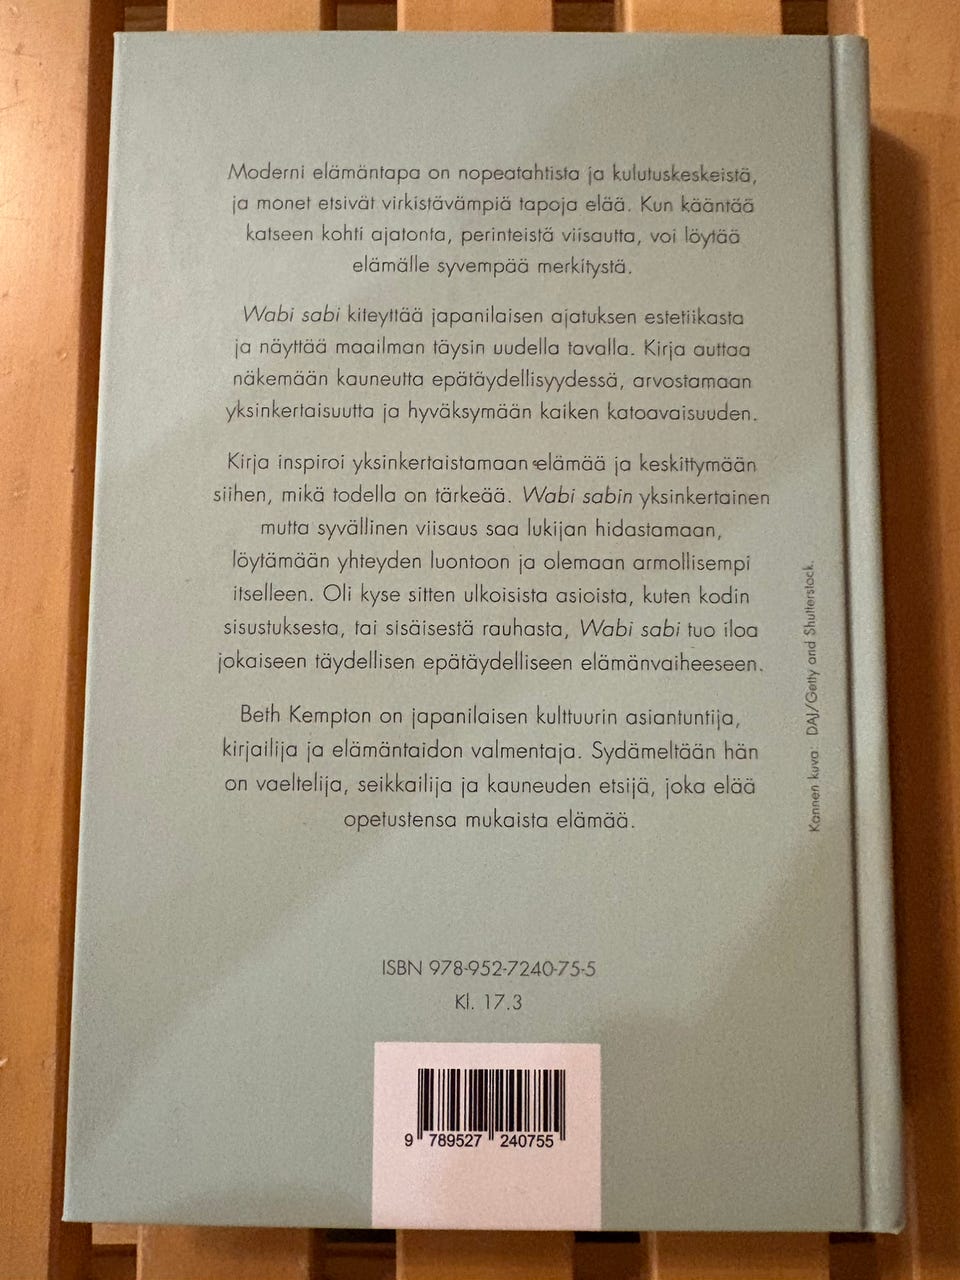 Moderni elämäntapa on nopeatahtista ja kulutuskeskeistä,
ja monet etsivät virkistävämpiä tapoja elää. Kun kääntää
katseen kohti ajatonta, perinteistä viisautta, voi löytää
elämälle syvempää merkitystä.
Wabi sabi kiteyttää japanilaisen ajatuksen estetiikasta
ja näyttää maailman täysin uudella tavalla. Kirja auttaa
näkemään kauneutta epätäydellisyydessä, arvostamaan
yksinkertaisuutta ja hyväksymään kaiken katoavaisuuden.
Kirja inspiroi yksinkertaistamaan elämää ja keskittymään
siihen, mikä todella on tärkeää. Wabi sabin yksinkertainen
mutta syvällinen viisaus saa lukijan hidastamaan,
löytämään yhteyden luontoon ja olemaan armollisempi
itselleen. Oli kyse sitten ulkoisista asioista, kuten kodin
sisustuksesta, tai sisäisestä rauhasta, Wabi sabi tuo iloa
jokaiseen täydellisen epätäydelliseen elämänvaiheeseen.
Beth Kempton on japanilaisen kulttuurin asiantuntija,
kirjailija ja elämäntaidon valmentaja. Sydämeltään hän
on vaeltelija, seikkailija ja kauneuden etsijä, joka elää
opetustensa mukaista elämää.
Kannen kuva: DAJ/Getty and Shutterstock.
ISBN 978-952-7240-75-5
Kl. 17.3
9 789527 240755